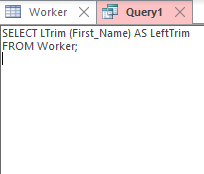 Worker Query1
SELECT LTrim (First_Name) AS LeftTrim
FROM Worker;